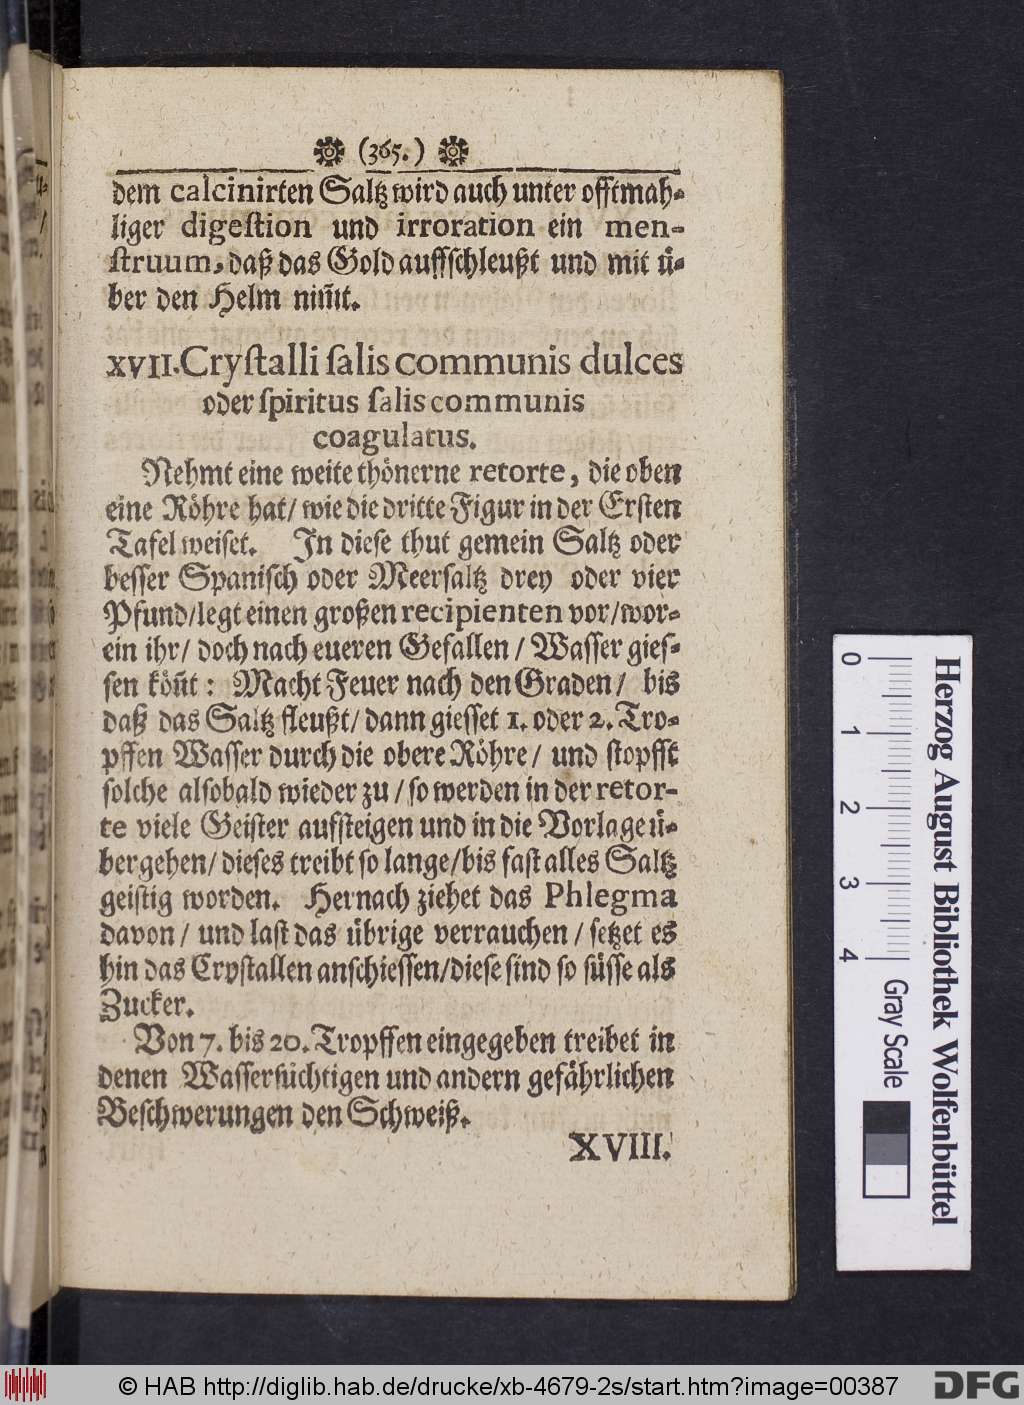 (365.)
dem calcinirten Saltz wird auch unter offtmah-
liger digeſtion und irroration ein men-
ſtruum, daß das Gold auffſchleußt und mit ü-
ber den Helm nim̃t.
XVII. Cryſtalli ſalis communis dulces
oder ſpiritus ſalis communis
coagulatus.
Nehmt eine weite thönerne retorte, die oben
eine Röhre hat/ wie die dritte Figur in der Erſten
Tafel weiſet. In dieſe thut gemein Saltz oder
beſſer Spaniſch oder Meerſaltz drey oder vier
Pfund/ legt einen großen recipienten vor/ wor-
ein ihr/ doch nach eueren Gefallen/ Waſſer gieſ-
ſen köñt: Macht Feuer nach den Graden/ bis
daß das Saltz fleußt/ dann gieſſet 1. oder 2. Tro-
pffen Waſſer durch die obere Röhre/ und ſtopfſt
ſolche alſobald wieder zu/ ſo werden in der retor-
te viele Geiſter aufſteigen und in die Vorlage ü-
bergehen/ dieſes treibt ſo lange/ bis faſt alles Saltz
geiſtig worden. Hernach ziehet das Phlegma
davon/ und laſt das übrige verrauchen/ ſetzet es
hin das Cryſtallen anſchieſſen/ dieſe ſind ſo ſüſſe als
Zucker.
Von 7. bis 20. Tropffen eingegeben treibet in
denen Waſſerſüchtigen und andern gefährlichen
Beſchwerungen den Schweiß.
XVIII.
0 1 2 3 4
Gray Scale
Herzog August Bibliothek Wolfenbüttel
© HAB http://diglib.hab.de/drucke/xb-4679-2s/start.htm?image=00387
DFG